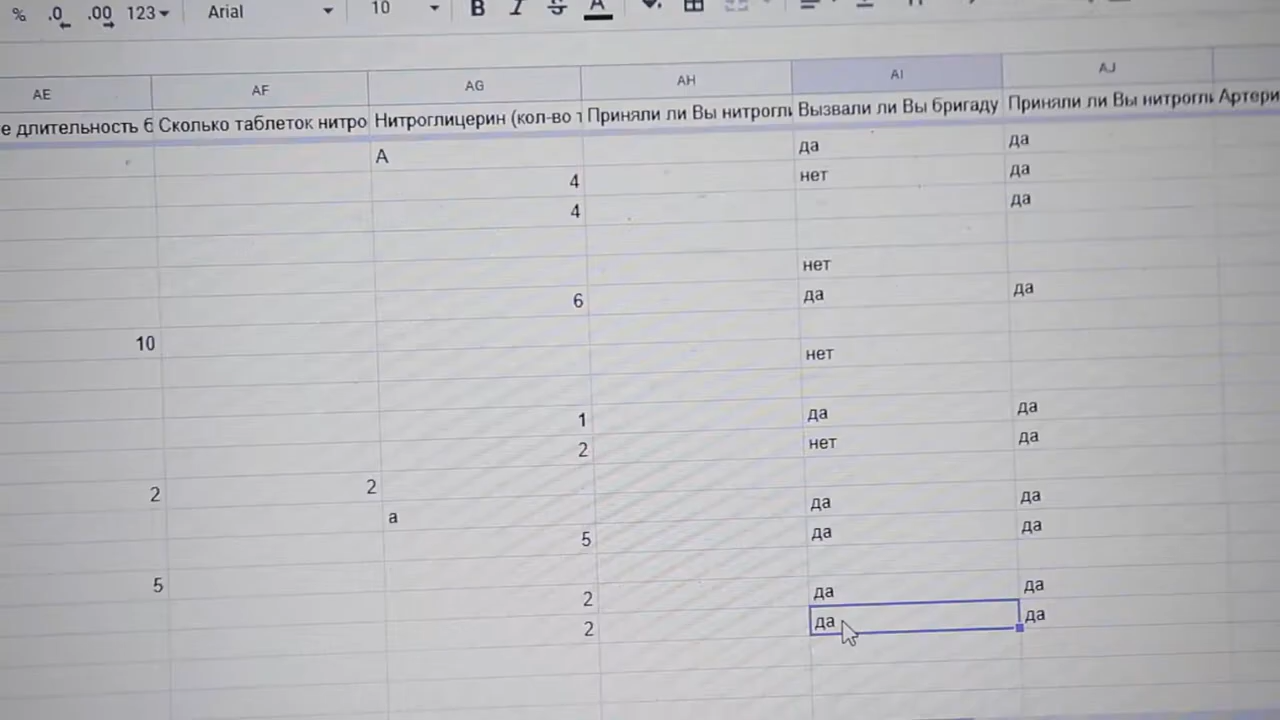 % .0 .00 123 Arial 10 B I S A
AE AF AG AH AI AJ
е длительность б Сколько таблеток нитро Нитроглицерин (кол-во т Приняли ли Вы нитрогли Вызвали ли Вы бригаду Приняли ли Вы нитрогли Артери
А да да
4 нет да
4 да
нет
6 да да
10
нет
1 да да
2 нет да
2 2
а да да
5 да да
5
2 да да
2 да да